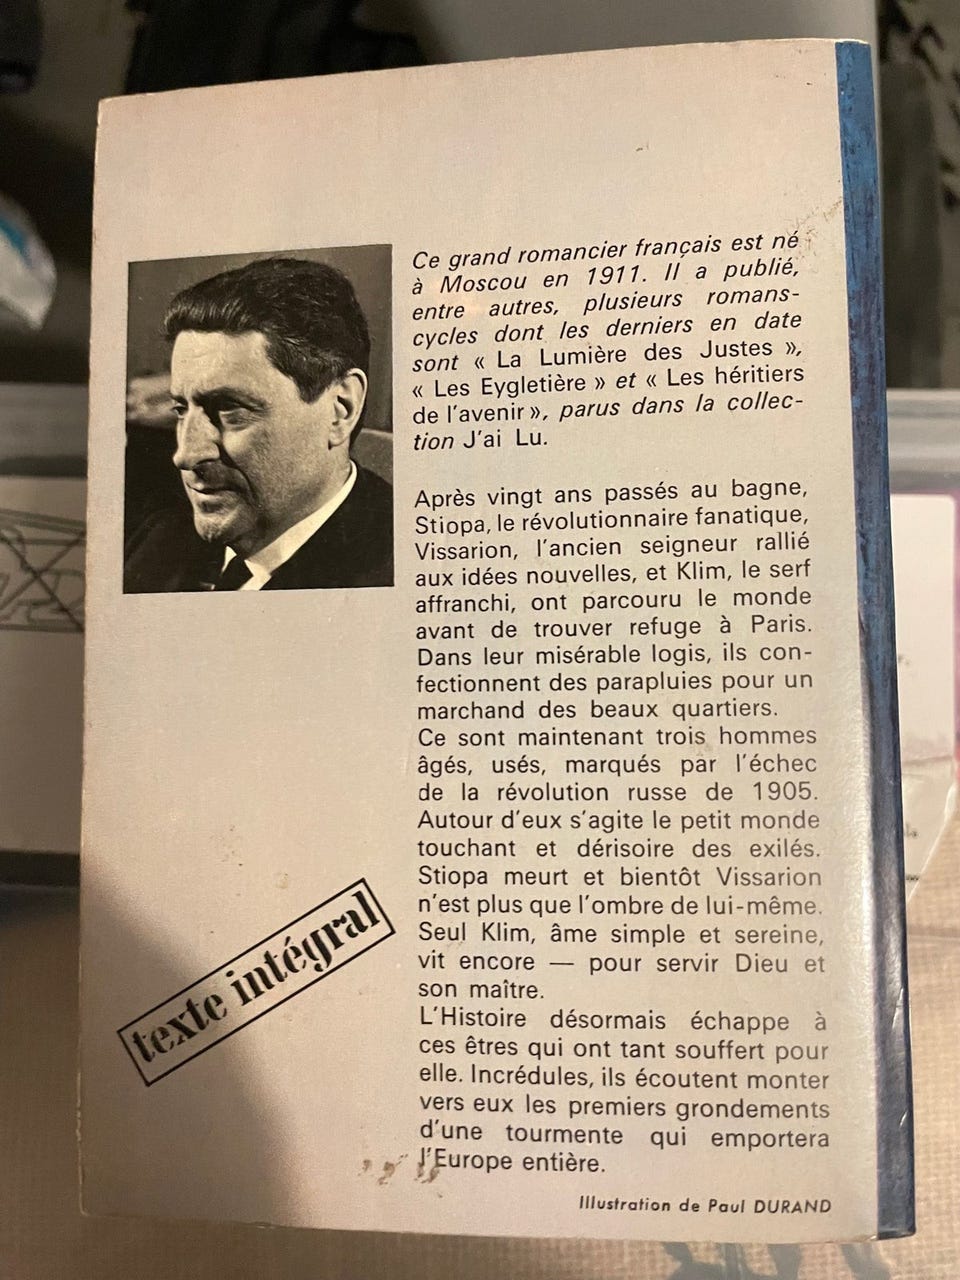 Ce grand romancier français est né
à Moscou en 1911. Il a publié,
entre autres, plusieurs romans-
cycles dont les derniers en date
sont « La Lumière des Justes »,
« Les Eygletière » et « Les héritiers
de l'avenir », parus dans la collec-
tion J'ai Lu.
Après vingt ans passés au bagne,
Stiopa, le révolutionnaire fanatique,
Vissarion, l'ancien seigneur rallié
aux idées nouvelles, et Klim, le serf
affranchi, ont parcouru le monde
avant de trouver refuge à Paris.
Dans leur misérable logis, ils con-
fectionnent des parapluies pour un
marchand des beaux quartiers.
Ce sont maintenant trois hommes
âgés, usés, marqués par l'échec
de la révolution russe de 1905.
Autour d'eux s'agite le petit monde
touchant et dérisoire des exilés.
Stiopa meurt et bientôt Vissarion
n'est plus que l'ombre de lui-même.
Seul Klim, âme simple et sereine,
vit encore — pour servir Dieu et
son maître.
L'Histoire désormais échappe à
ces êtres qui ont tant souffert pour
elle. Incrédules, ils écoutent monter
vers eux les premiers grondements
d'une tourmente qui emportera
l'Europe entière.
texte intégral
Illustration de Paul DURAND